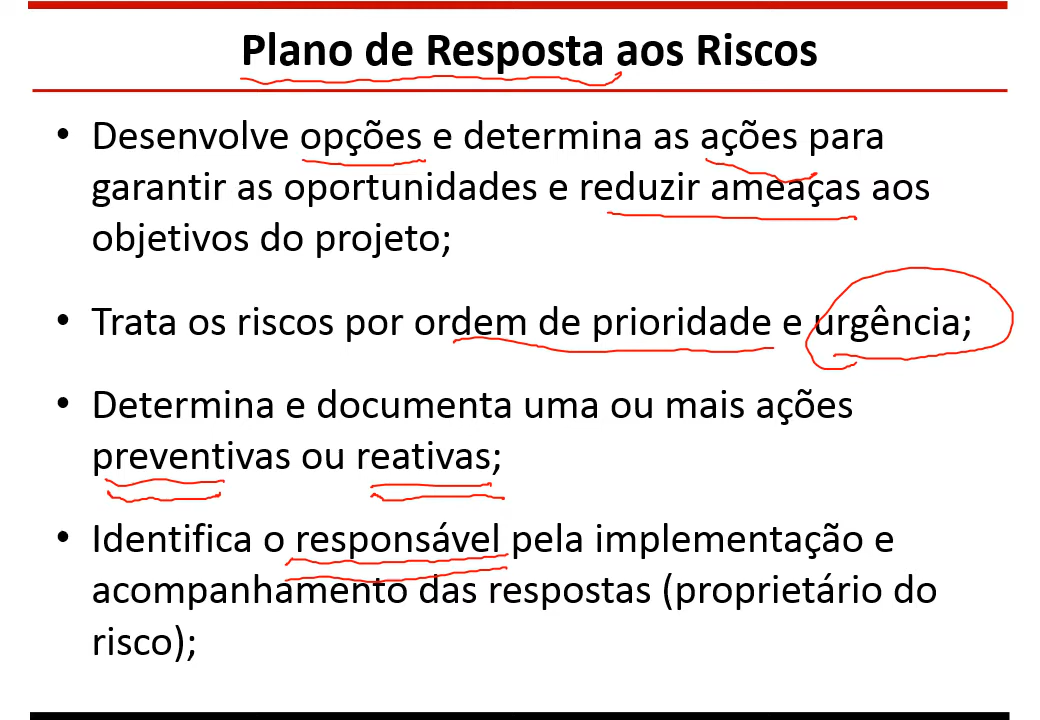 Plano de Resposta aos Riscos
• Desenvolve opções e determina as ações para
garantir as oportunidades e reduzir ameaças aos
objetivos do projeto;
• Trata os riscos por ordem de prioridade e urgência;
• Determina e documenta uma ou mais ações
preventivas ou reativas;
• Identifica o responsável pela implementação e
acompanhamento das respostas (proprietário do
risco);